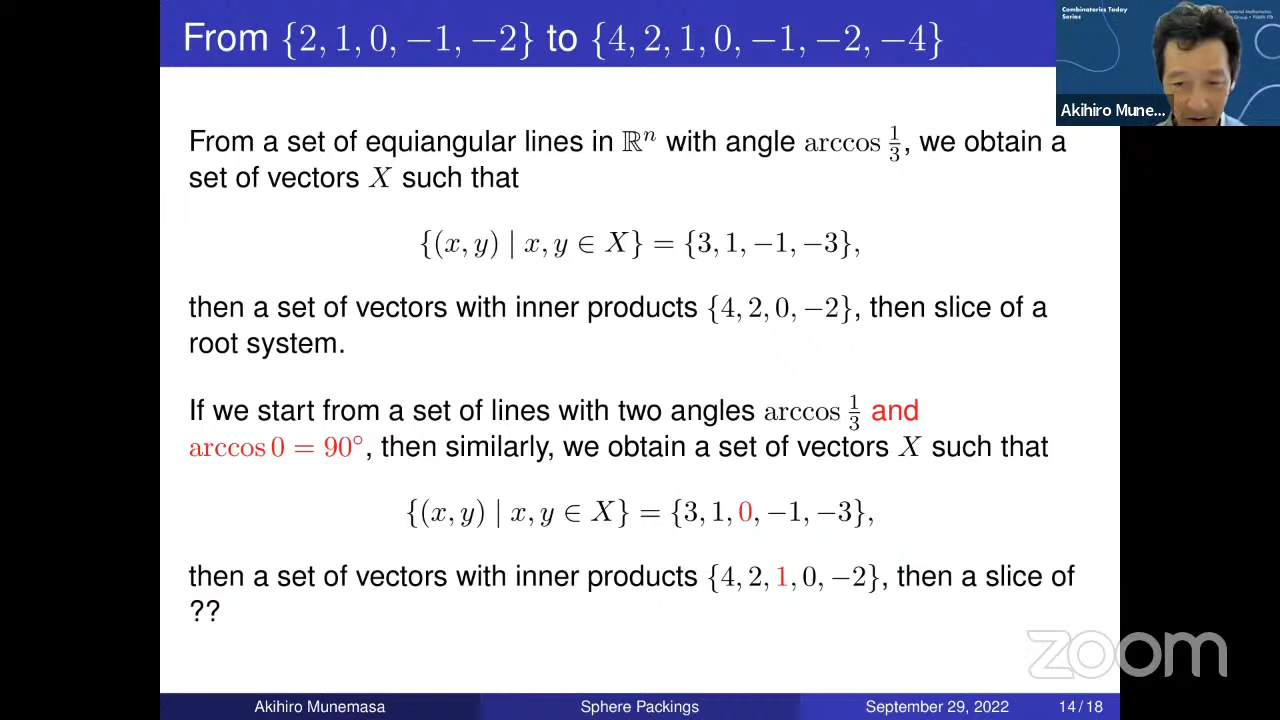 From {2, 1, 0, −1, −2} to {4, 2, 1, 0, −1, −2, −4}
Combinatorics Today
Series
Akihiro Mune...
From a set of equiangular lines in ℝⁿ with angle arccos 1/3, we obtain a
set of vectors X such that
{(x, y) | x, y ∈ X} = {3, 1, −1, −3},
then a set of vectors with inner products {4, 2, 0, −2}, then slice of a
root system.
If we start from a set of lines with two angles arccos 1/3 and
arccos 0 = 90°, then similarly, we obtain a set of vectors X such that
{(x, y) | x, y ∈ X} = {3, 1, 0, −1, −3},
then a set of vectors with inner products {4, 2, 1, 0, −2}, then a slice of
??
zoom
Akihiro Munemasa Sphere Packings September 29, 2022 14 / 18